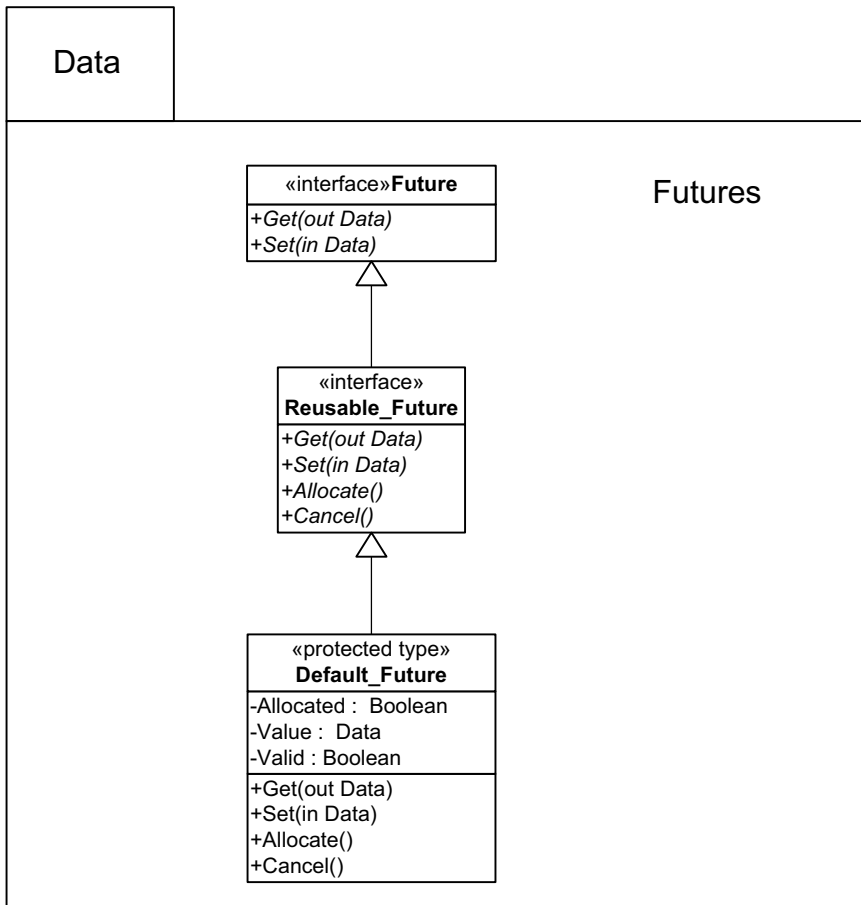 Data
Futures
«interface»Future
+Get(out Data)
+Set(in Data)
«interface»
Reusable_Future
+Get(out Data)
+Set(in Data)
+Allocate()
+Cancel()
«protected type»
Default_Future
-Allocated : Boolean
-Value : Data
-Valid : Boolean
+Get(out Data)
+Set(in Data)
+Allocate()
+Cancel()